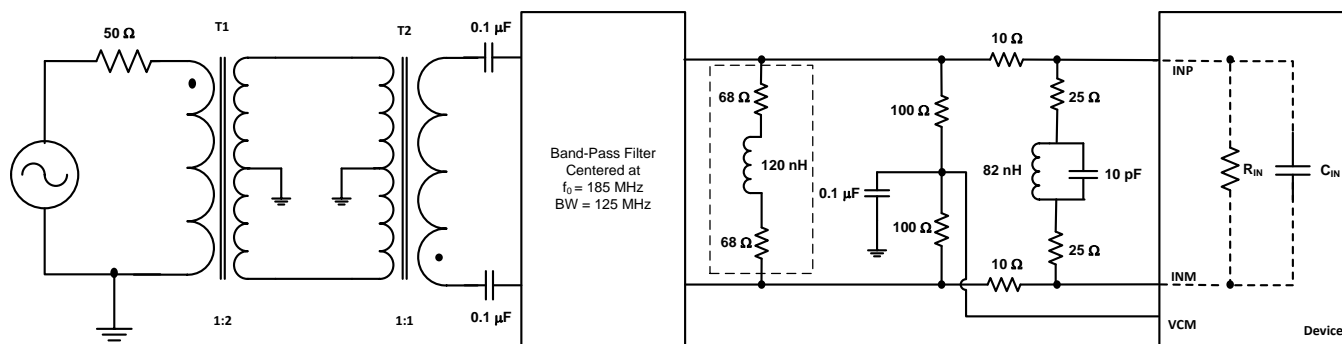 50 Ω
T1
T2
0.1 μF
0.1 μF
1:2
1:1
Band-Pass Filter
Centered at
f₀ = 185 MHz
BW = 125 MHz
68 Ω
120 nH
68 Ω
100 Ω
0.1 μF
100 Ω
10 Ω
10 Ω
25 Ω
82 nH
10 pF
25 Ω
INP
INM
VCM
R_IN
C_IN
Device